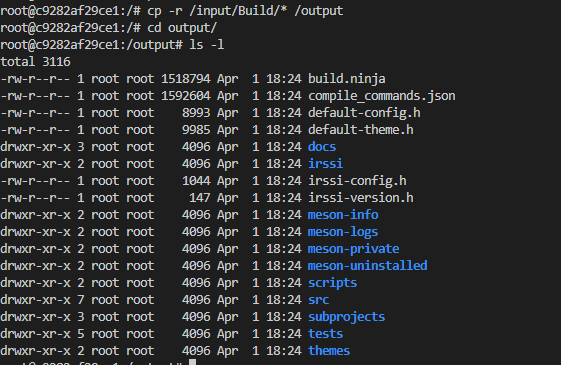 root@c9282af29ce1:/# cp -r /input/Build/* /output
root@c9282af29ce1:/# cd output/
root@c9282af29ce1:/output# ls -l
total 3116
-rw-r--r-- 1 root root 1518794 Apr  1 18:24 build.ninja
-rw-r--r-- 1 root root 1592604 Apr  1 18:24 compile_commands.json
-rw-r--r-- 1 root root    8993 Apr  1 18:24 default-config.h
-rw-r--r-- 1 root root    9985 Apr  1 18:24 default-theme.h
drwxr-xr-x 3 root root    4096 Apr  1 18:24 docs
drwxr-xr-x 2 root root    4096 Apr  1 18:24 irssi
-rw-r--r-- 1 root root    1044 Apr  1 18:24 irssi-config.h
-rw-r--r-- 1 root root     147 Apr  1 18:24 irssi-version.h
drwxr-xr-x 2 root root    4096 Apr  1 18:24 meson-info
drwxr-xr-x 2 root root    4096 Apr  1 18:24 meson-logs
drwxr-xr-x 2 root root    4096 Apr  1 18:24 meson-private
drwxr-xr-x 2 root root    4096 Apr  1 18:24 meson-uninstalled
drwxr-xr-x 2 root root    4096 Apr  1 18:24 scripts
drwxr-xr-x 7 root root    4096 Apr  1 18:24 src
drwxr-xr-x 3 root root    4096 Apr  1 18:24 subprojects
drwxr-xr-x 5 root root    4096 Apr  1 18:24 tests
drwxr-xr-x 2 root root    4096 Apr  1 18:24 themes